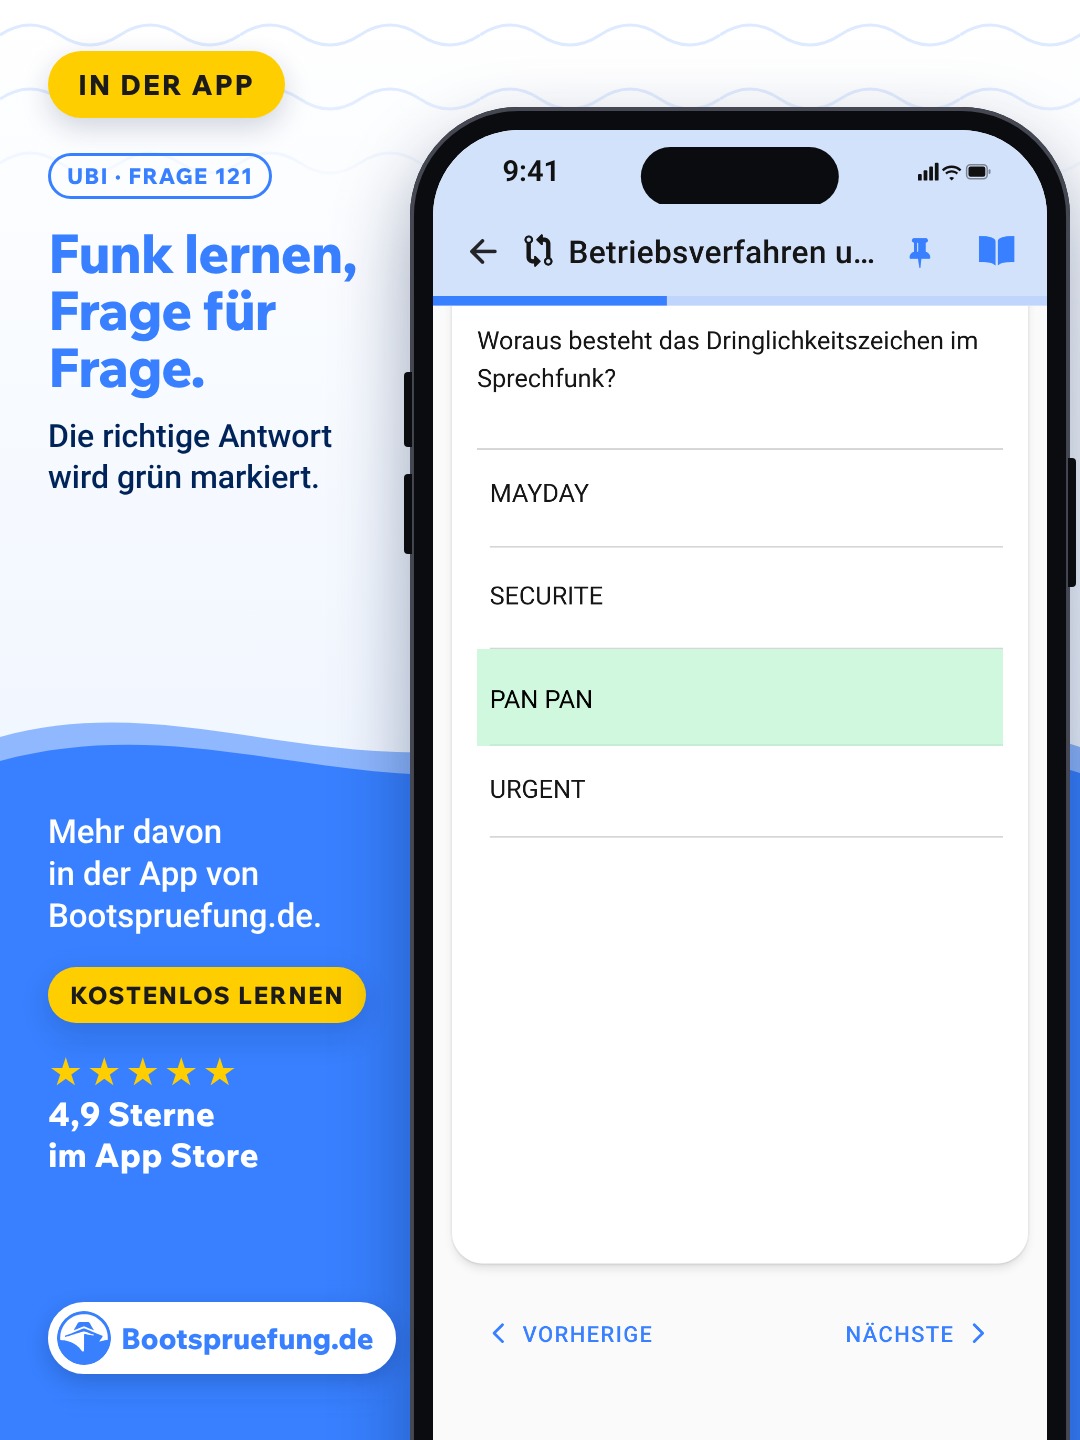 IN DER APP
UBI · FRAGE 121
Funk lernen,
Frage für
Frage.
Die richtige Antwort
wird grün markiert.
Mehr davon
in der App von
Bootspruefung.de.
KOSTENLOS LERNEN
★★★★★
4,9 Sterne
im App Store
Bootspruefung.de
9:41
Betriebsverfahren u...
Woraus besteht das Dringlichkeitszeichen im
Sprechfunk?
MAYDAY
SECURITE
PAN PAN
URGENT
VORHERIGE
NÄCHSTE